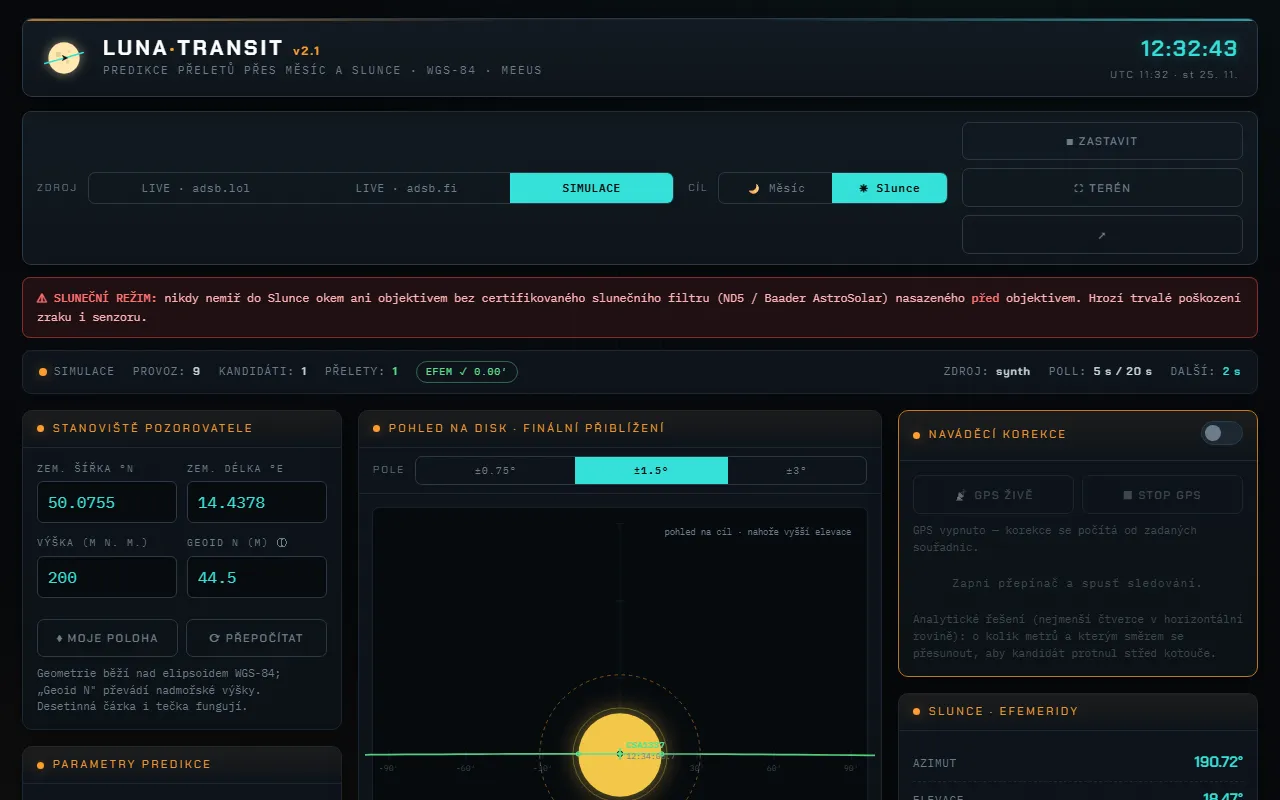 LUNA·TRANSIT v2.1
PREDIKCE PŘELETŮ PŘES MĚSÍC A SLUNCE · WGS-84 · MEEUS
12:32:43
UTC 11:32 · st 25. 11.
ZDROJ
LIVE · adsb.lol
LIVE · adsb.fi
SIMULACE
CÍL
Měsíc
Slunce
ZASTAVIT
TERÉN
⚠ SLUNEČNÍ REŽIM: nikdy nemiř do Slunce okem ani objektivem bez certifikovaného slunečního filtru (ND5 / Baader AstroSolar) nasazeného před objektivem. Hrozí trvalé poškození
zraku i senzoru.
SIMULACE PROVOZ: 9 KANDIDÁTI: 1 PŘELETY: 1 EFEM ✓ 0.00′
ZDROJ: synth POLL: 5 s / 20 s DALŠÍ: 2 s
STANOVIŠTĚ POZOROVATELE
ZEM. ŠÍŘKA °N
ZEM. DÉLKA °E
50.0755
14.4378
VÝŠKA (M N. M.)
GEOID N (M) ⓘ
200
44.5
MOJE POLOHA
⟳ PŘEPOČÍTAT
Geometrie běží nad elipsoidem WGS-84;
„Geoid N" převádí nadmořské výšky.
Desetinná čárka i tečka fungují.
PARAMETRY PREDIKCE
POHLED NA DISK · FINÁLNÍ PŘIBLÍŽENÍ
POLE
±0.75°
±1.5°
±3°
pohled na cíl · nahoře vyšší elevace
-90′
-60′
30′
60′
90′
NAVÁDĚCÍ KOREKCE
GPS ŽIVĚ
STOP GPS
GPS vypnuto — korekce se počítá od zadaných
souřadnic.
Zapni přepínač a spusť sledování.
Analytické řešení (nejmenší čtverce v horizontální
rovině): o kolik metrů a kterým směrem se
přesunout, aby kandidát protnul střed kotouče.
SLUNCE · EFEMERIDY
AZIMUT
190.72°
ELEVACE
18.47°